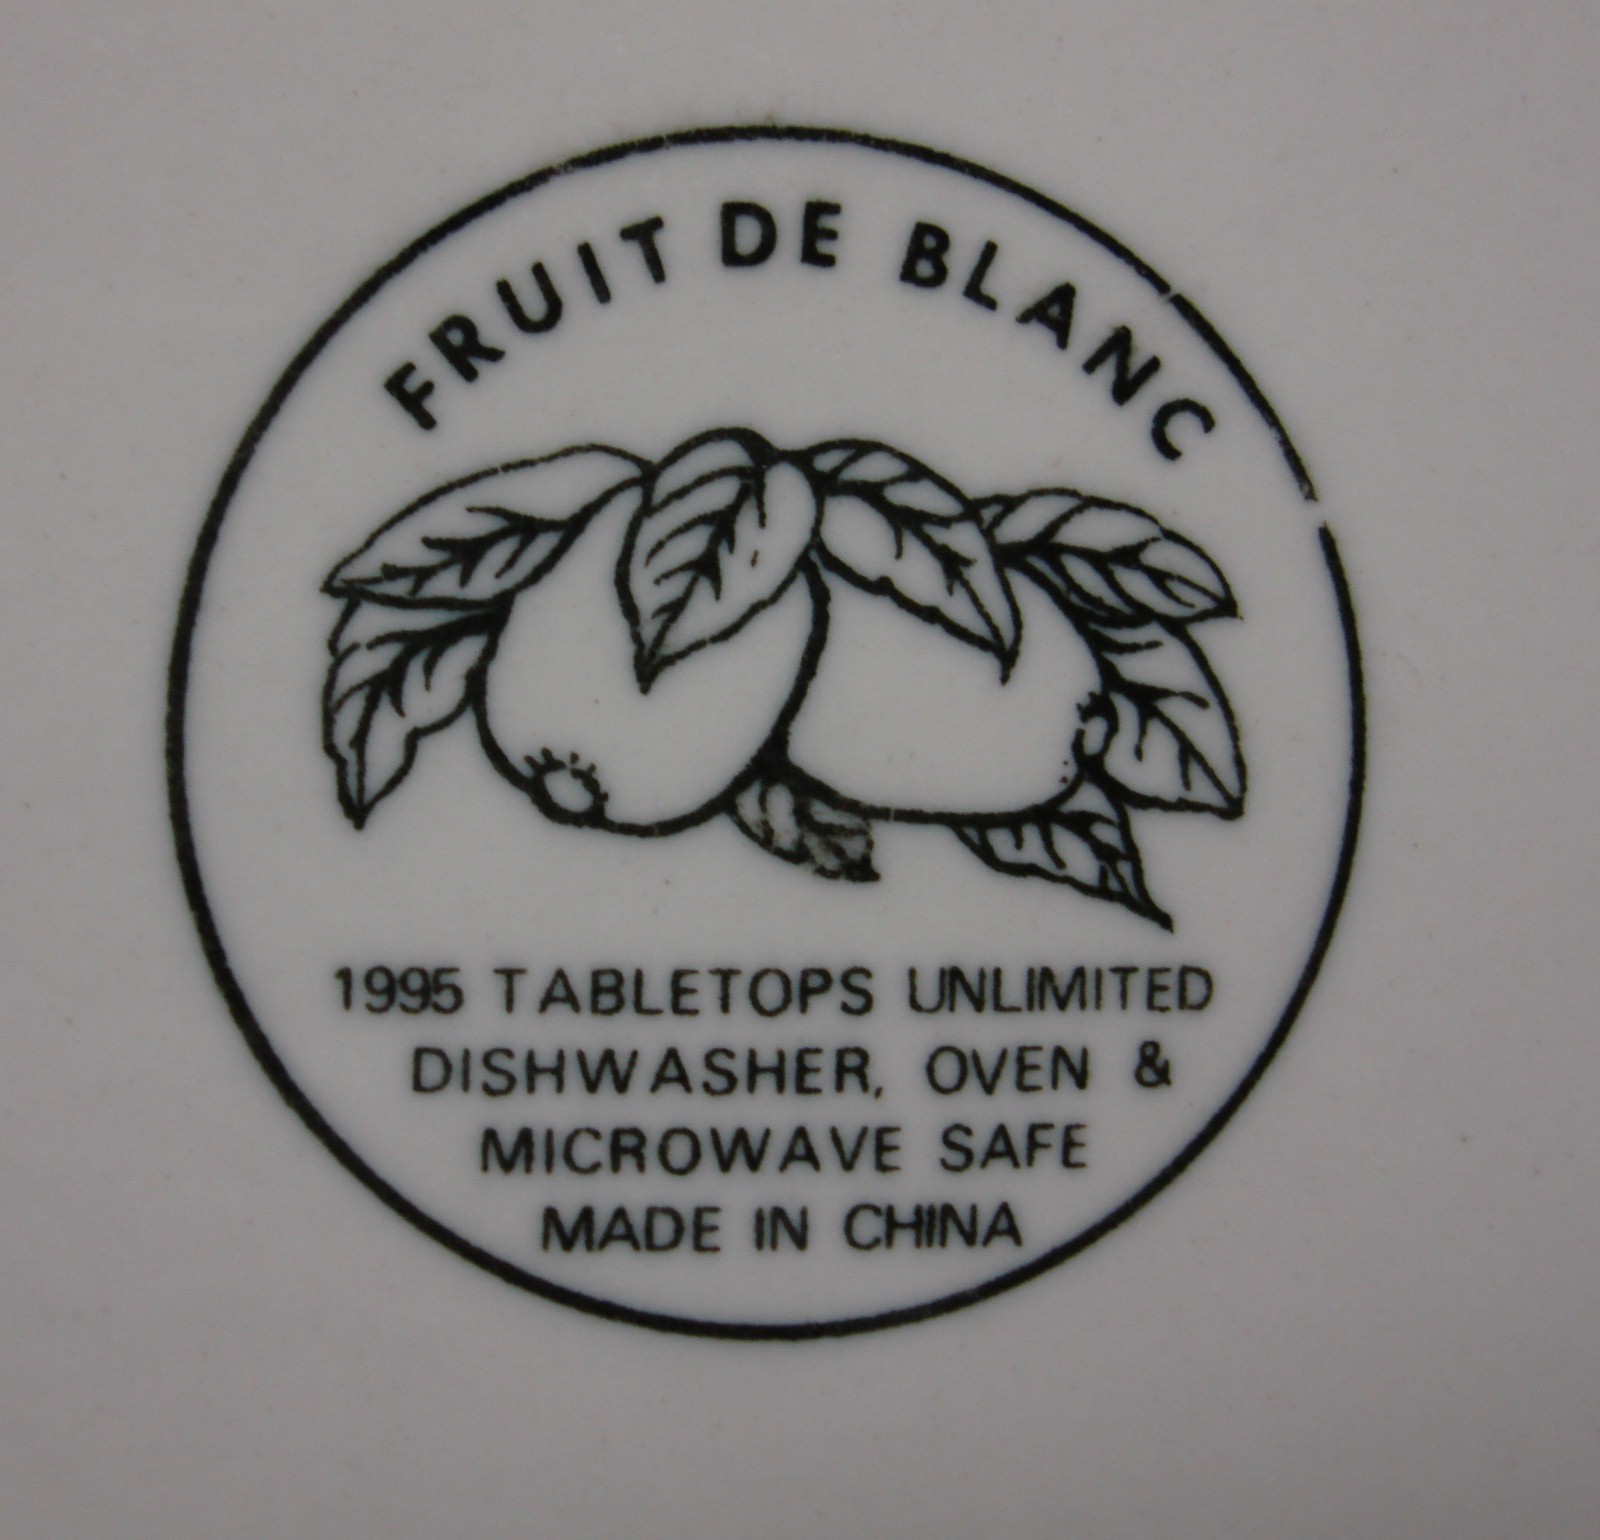 FRUIT DE BLANC
1995 TABLETOPS UNLIMITED
DISHWASHER, OVEN &
MICROWAVE SAFE
MADE IN CHINA